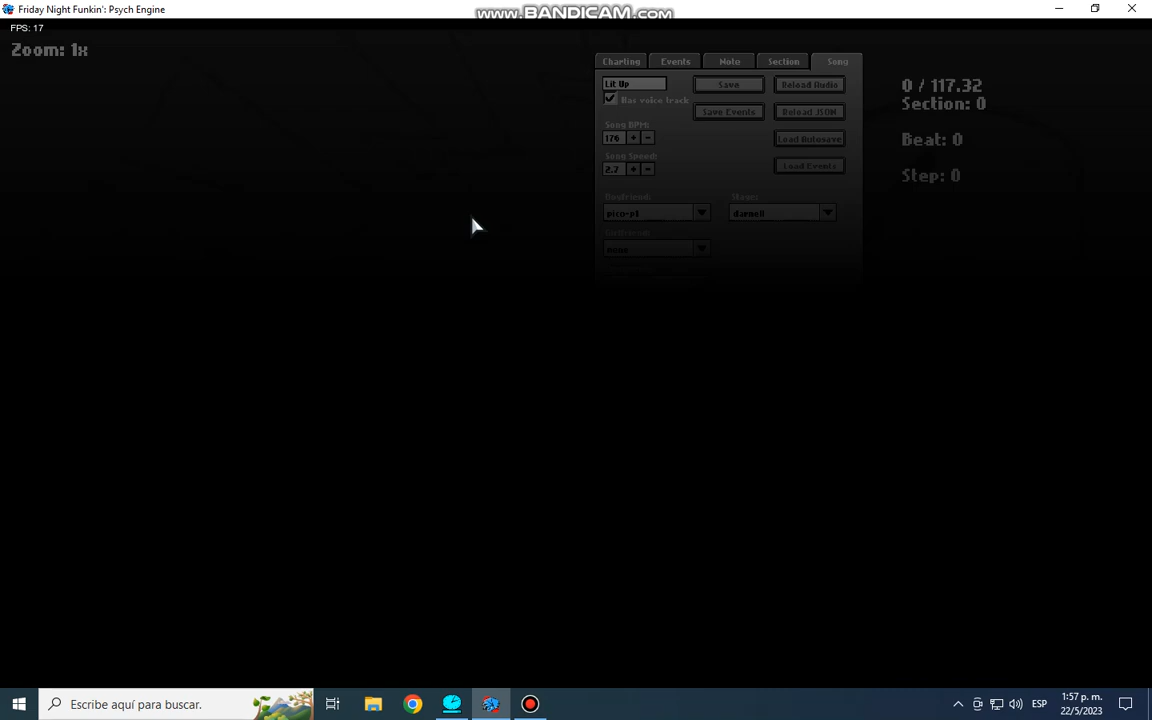 Friday Night Funkin': Psych Engine
www.BANDICAM.com
FPS: 17
Zoom: 1x
Charting Events Note Section Song
Lit Up Save Reload Audio
Has voice track
Save Events Reload JSON
Song BPM:
176 + - Load Autosave
Song Speed:
2.7 + - Load Events
Boyfriend: Stage:
pico-p1 darnell
Girlfriend:
none
0 / 117.32
Section: 0
Beat: 0
Step: 0
Escribe aquí para buscar.
ESP
1:57 p. m.
22/5/2023